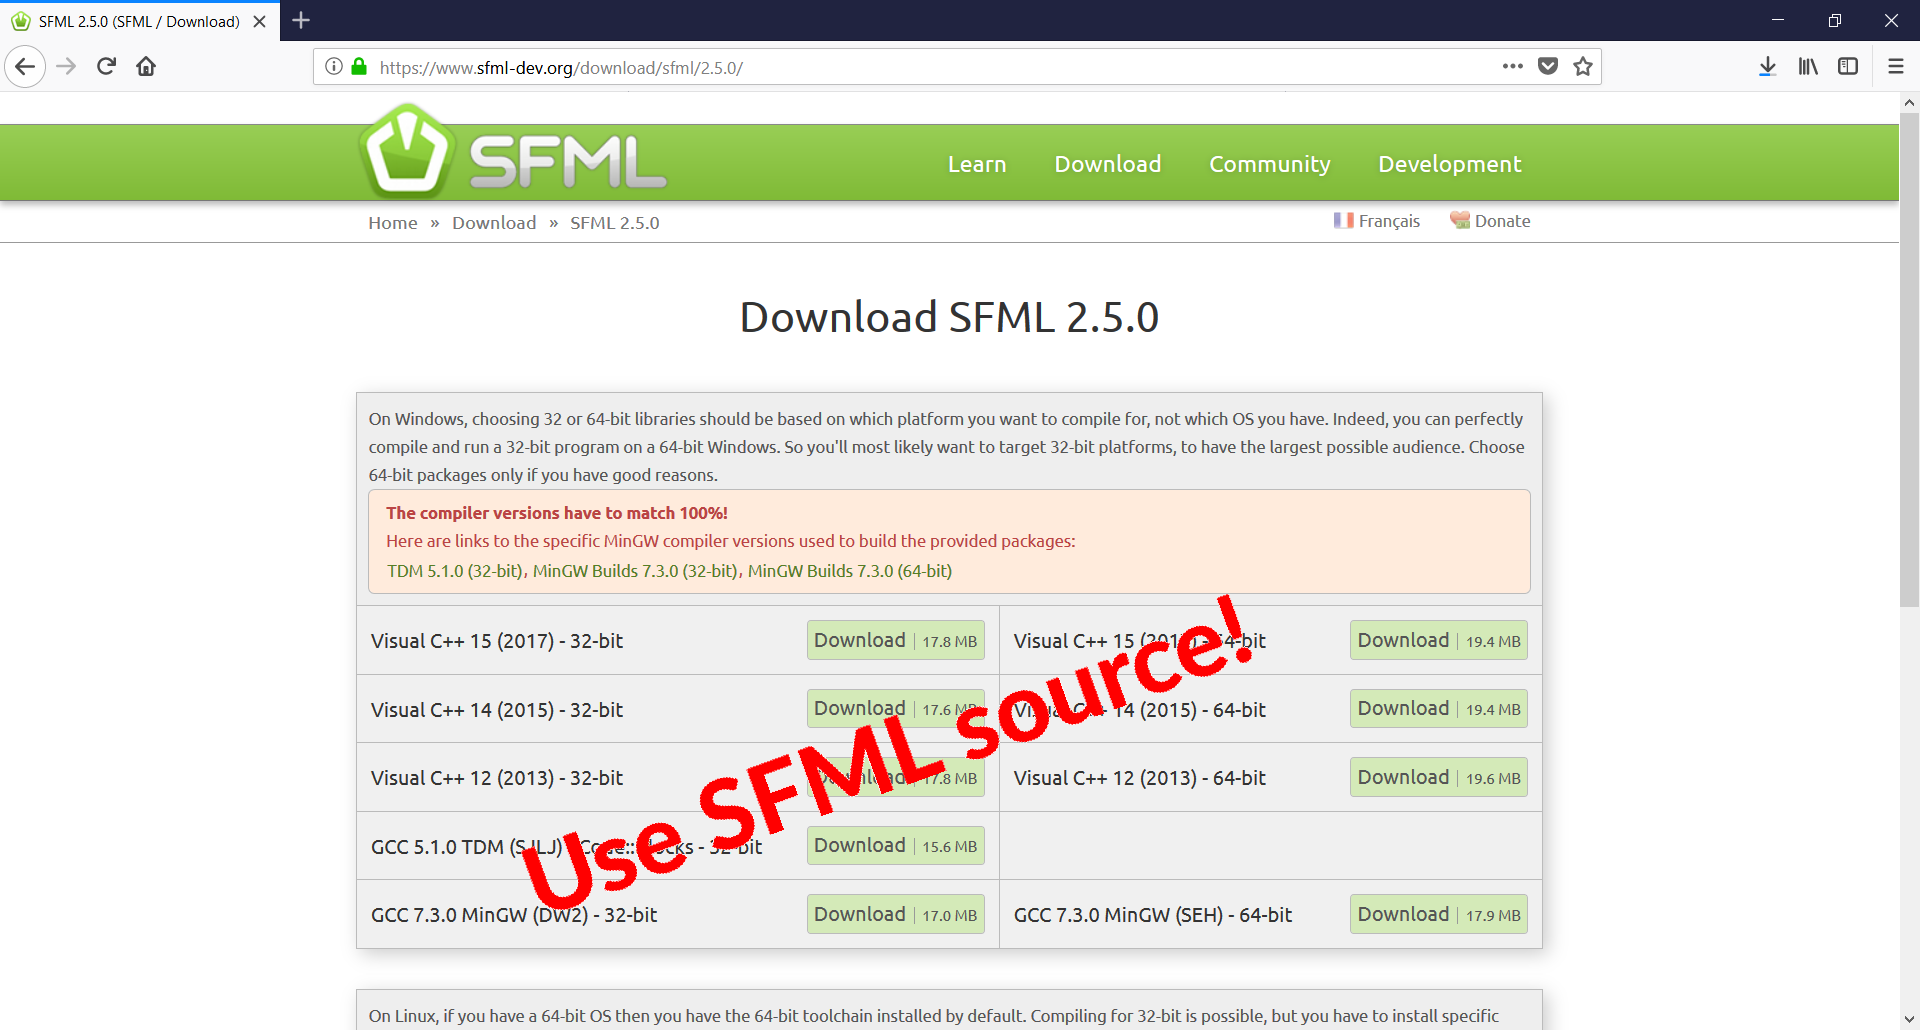 SFML 2.5.0 (SFML / Download)
https://www.sfml-dev.org/download/sfml/2.5.0/
SFML
Learn
Download
Community
Development
Home » Download » SFML 2.5.0
Français
Donate
Download SFML 2.5.0
On Windows, choosing 32 or 64-bit libraries should be based on which platform you want to compile for, not which OS you have. Indeed, you can perfectly
compile and run a 32-bit program on a 64-bit Windows. So you'll most likely want to target 32-bit platforms, to have the largest possible audience. Choose
64-bit packages only if you have good reasons.
The compiler versions have to match 100%!
Here are links to the specific MinGW compiler versions used to build the provided packages:
TDM 5.1.0 (32-bit), MinGW Builds 7.3.0 (32-bit), MinGW Builds 7.3.0 (64-bit)
Visual C++ 15 (2017) - 32-bit
Download | 17.8 MB
Visual C++ 15 (2017) - 64-bit
Download | 19.4 MB
Visual C++ 14 (2015) - 32-bit
Download | 17.6 MB
Visual C++ 14 (2015) - 64-bit
Download | 19.4 MB
Visual C++ 12 (2013) - 32-bit
Download | 17.8 MB
Visual C++ 12 (2013) - 64-bit
Download | 19.6 MB
GCC 5.1.0 TDM (SJLJ) - Code::Blocks - 32-bit
Download | 15.6 MB
GCC 7.3.0 MinGW (DW2) - 32-bit
Download | 17.0 MB
GCC 7.3.0 MinGW (SEH) - 64-bit
Download | 17.9 MB
Use SFML source!
On Linux, if you have a 64-bit OS then you have the 64-bit toolchain installed by default. Compiling for 32-bit is possible, but you have to install specific